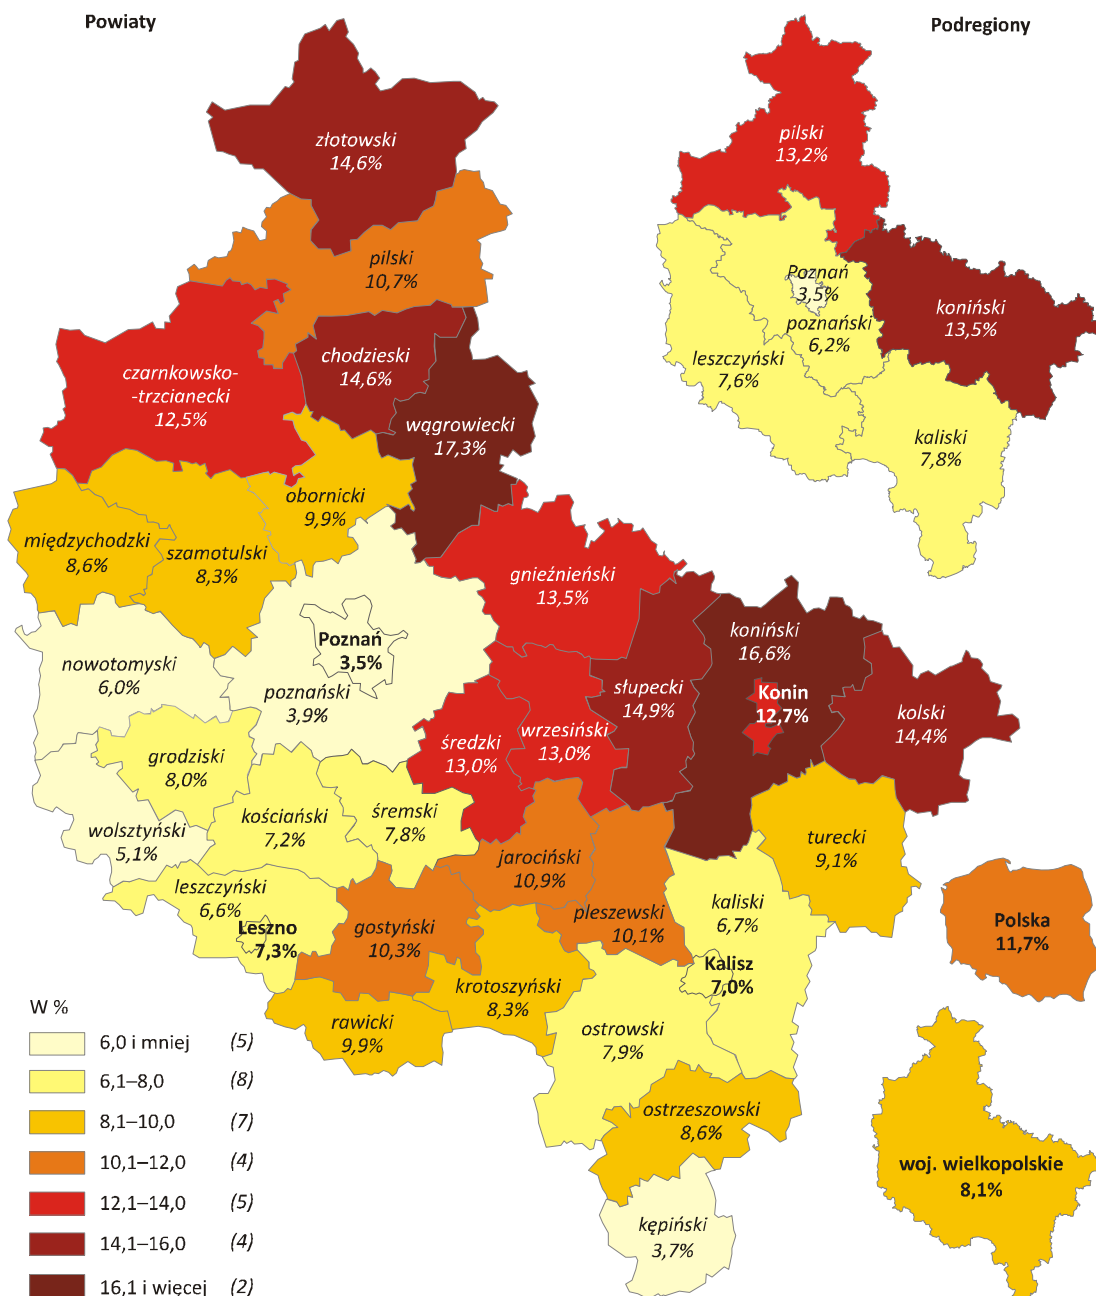 Powiaty
złotowski
14,6%
pilski
10,7%
chodzieski
14,6%
czarnkowsko-
-trzcianecki
12,5%
wągrowiecki
17,3%
obornicki
9,9%
międzychodzki
8,6%
szamotulski
8,3%
gnieźnieński
13,5%
Poznań
3,5%
poznański
3,9%
nowotomyski
6,0%
koniński
16,6%
słupecki
14,9%
Konin
12,7%
kolski
14,4%
średzki
13,0%
wrzesiński
13,0%
grodziski
8,0%
kościański
7,2%
śremski
7,8%
wolsztyński
5,1%
turecki
9,1%
jarociński
10,9%
leszczyński
6,6%
Leszno
7,3%
gostyński
10,3%
pleszewski
10,1%
kaliski
6,7%
Kalisz
7,0%
krotoszyński
8,3%
rawicki
9,9%
ostrowski
7,9%
ostrzeszowski
8,6%
kępiński
3,7%
Podregiony
pilski
13,2%
Poznań
3,5%
poznański
6,2%
koniński
13,5%
leszczyński
7,6%
kaliski
7,8%
Polska
11,7%
woj. wielkopolskie
8,1%
W %
6,0 i mniej (5)
6,1–8,0 (8)
8,1–10,0 (7)
10,1–12,0 (4)
12,1–14,0 (5)
14,1–16,0 (4)
16,1 i więcej (2)